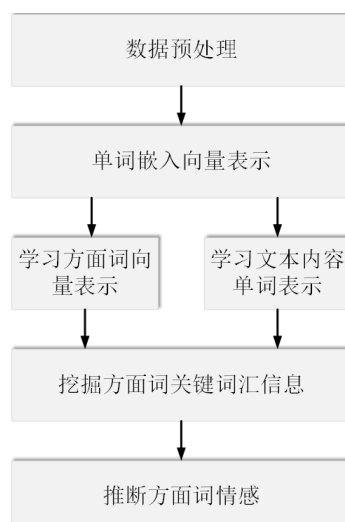 数据预处理
单词嵌入向量表示
学习方面词向
量表示
学习文本内容
单词表示
挖掘方面词关键词汇信息
推断方面词情感